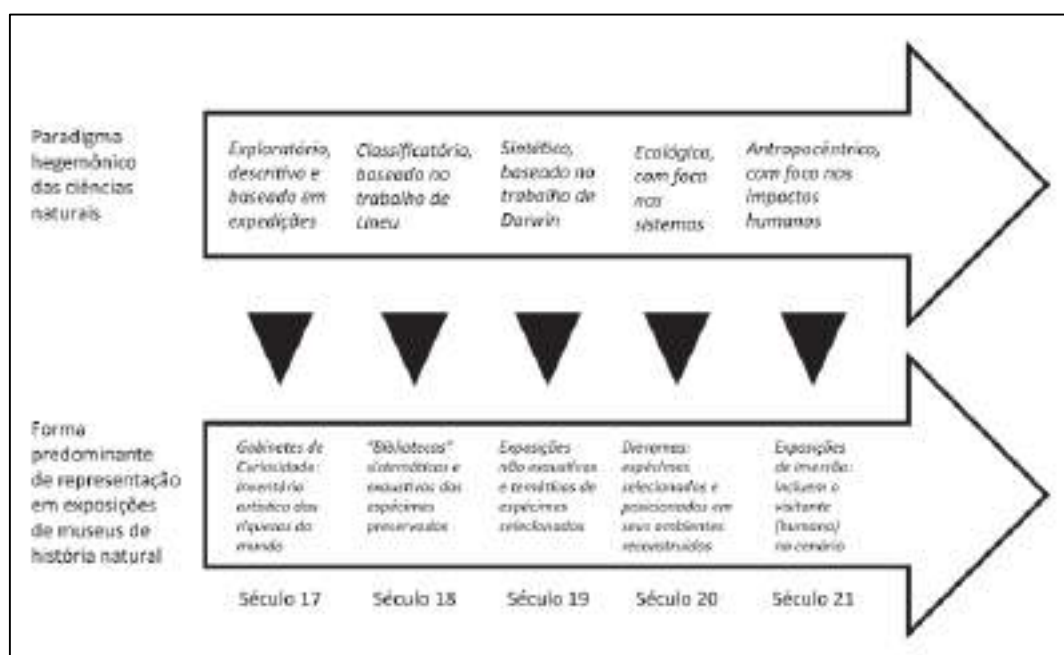 Paradigma
hegemônico
das ciências
naturais
Exploratório,
descritivo e
baseado em
expedições
Classificatório,
baseado no
trabalho de
Lineu
Sintético,
baseado no
trabalho de
Darwin
Ecológico,
com foco
nos
sistemas
Antropocêntrico,
com foco nos
impactos
humanos
Forma
predominante
de representação
em exposições
de museus de
história natural
Gabinetes de
Curiosidade:
inventário
artístico das
riquezas do
mundo
"Bibliotecas"
sistemáticas e
exaustivas das
espécimes
preservados
Exposições
não exaustivas
e temáticas de
espécimes
selecionados
Dioramas:
espécimes
selecionados e
posicionados em
seus ambientes
reconstruídos
Exposições
de imersão:
incluem o
visitante
(humano)
no cenário
Século 17
Século 18
Século 19
Século 20
Século 21